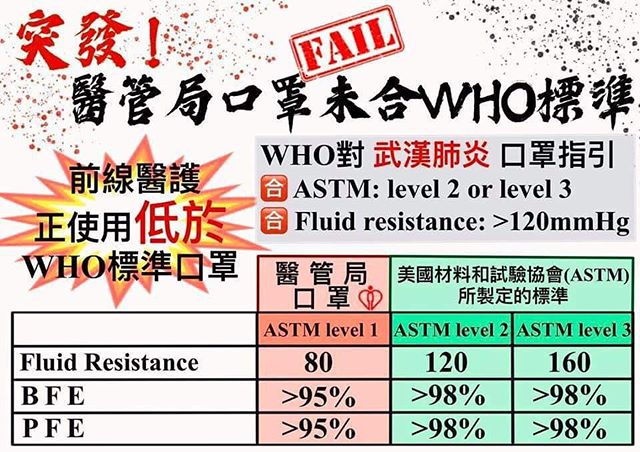 突發！
FAIL
醫管局口罩未合WHO標準
前線醫護
正使用低於
WHO標準口罩
WHO對 武漢肺炎 口罩指引
合 ASTM: level 2 or level 3
合 Fluid resistance: >120mmHg
醫管局
口罩
美國材料和試驗協會(ASTM)
所製定的標準
ASTM level 1 ASTM level 2 ASTM level 3
Fluid Resistance 80 120 160
B F E >95% >98% >98%
P F E >95% >98% >98%